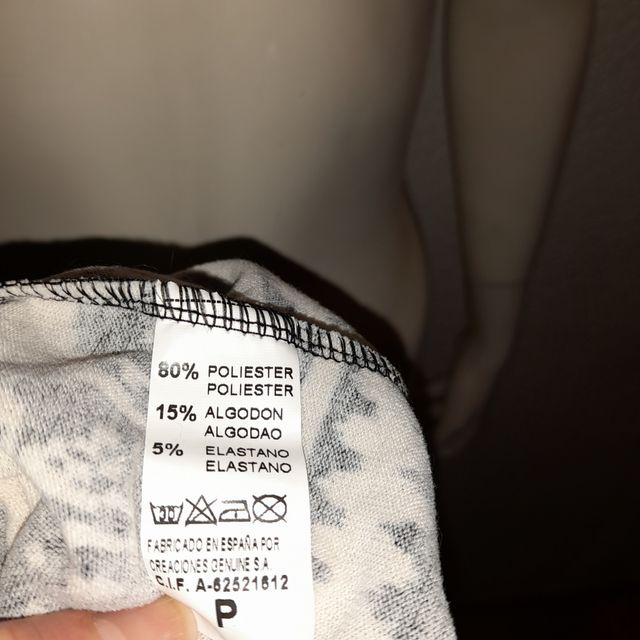 80% POLIESTER
POLIESTER
15% ALGODON
ALGODAO
5% ELASTANO
ELASTANO
FABRICADO EN ESPAÑA POR
CREACIONES GENUINE S.A.
C.I.F. A-62521612
P